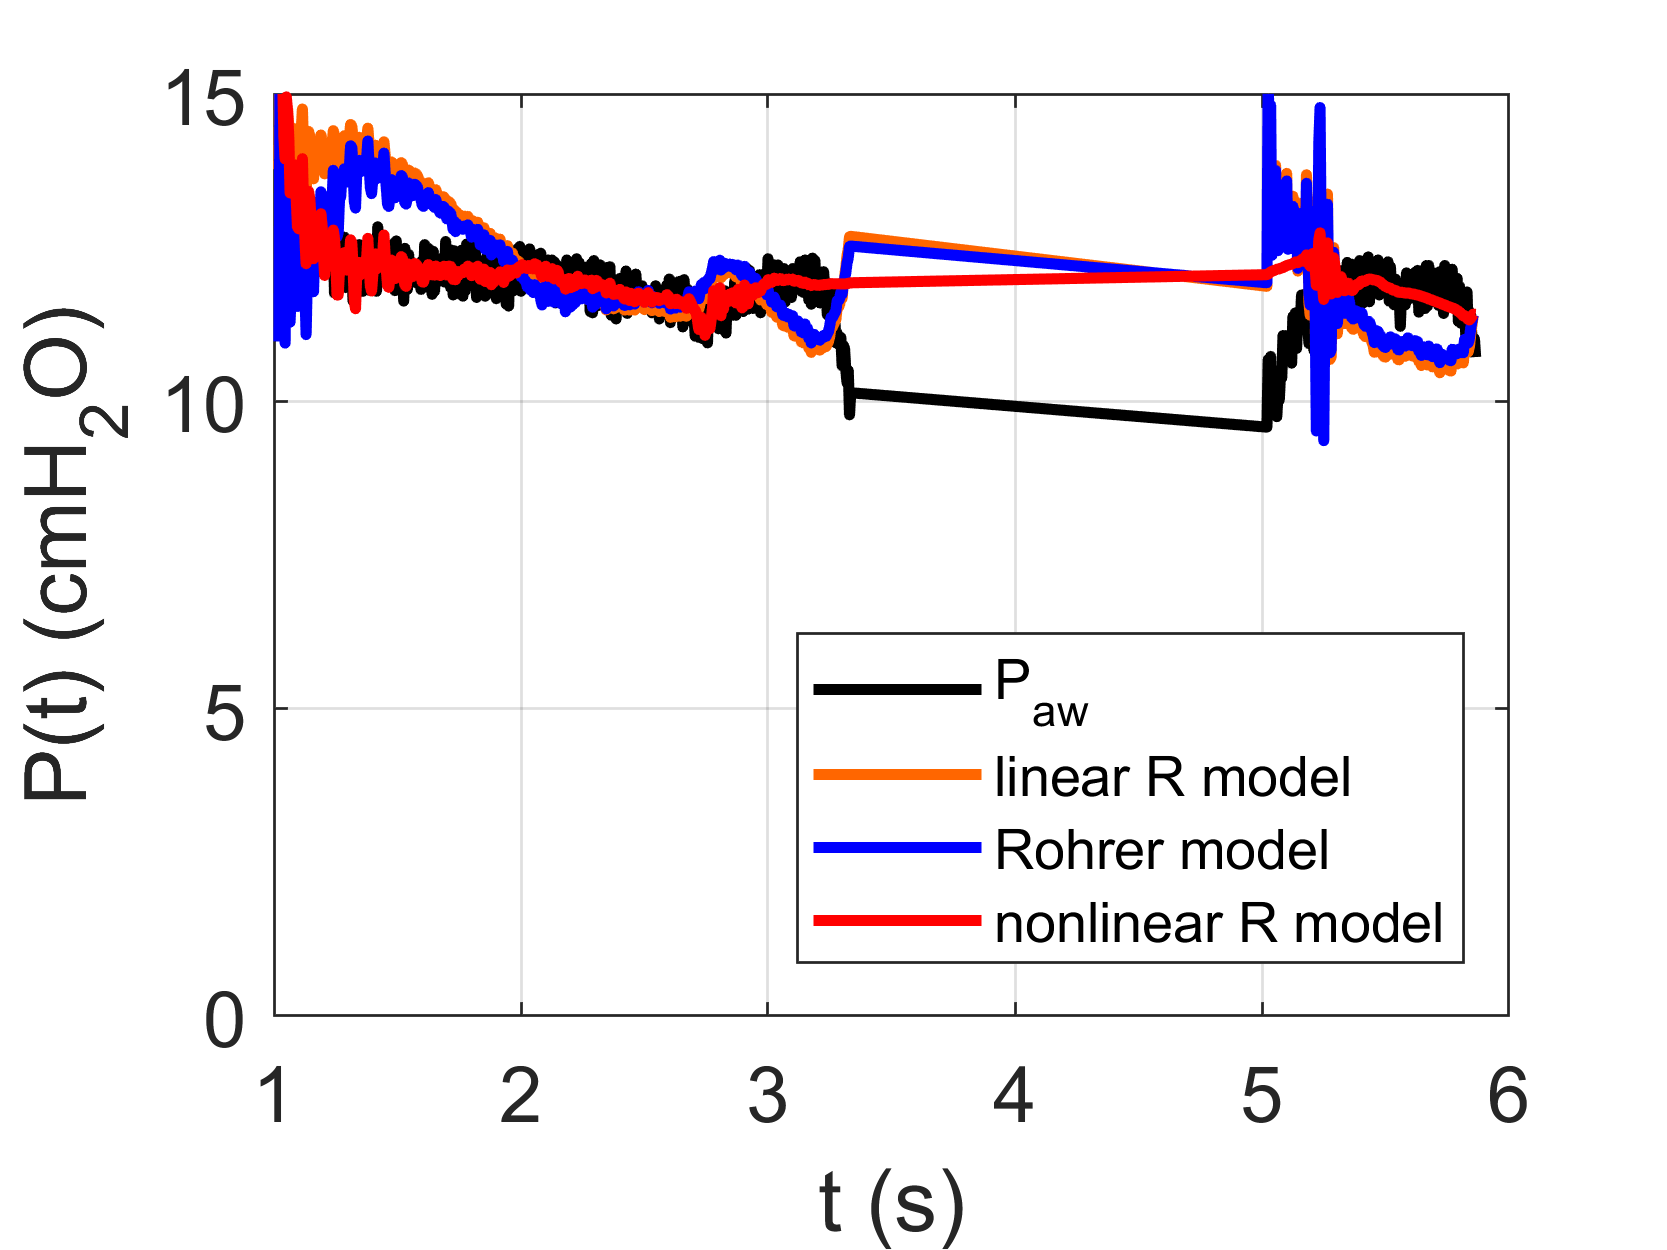 P(t) (cmH2O)
15
10
5
0
Paw
linear R model
Rohrer model
nonlinear R model
1 2 3 4 5 6
t (s)